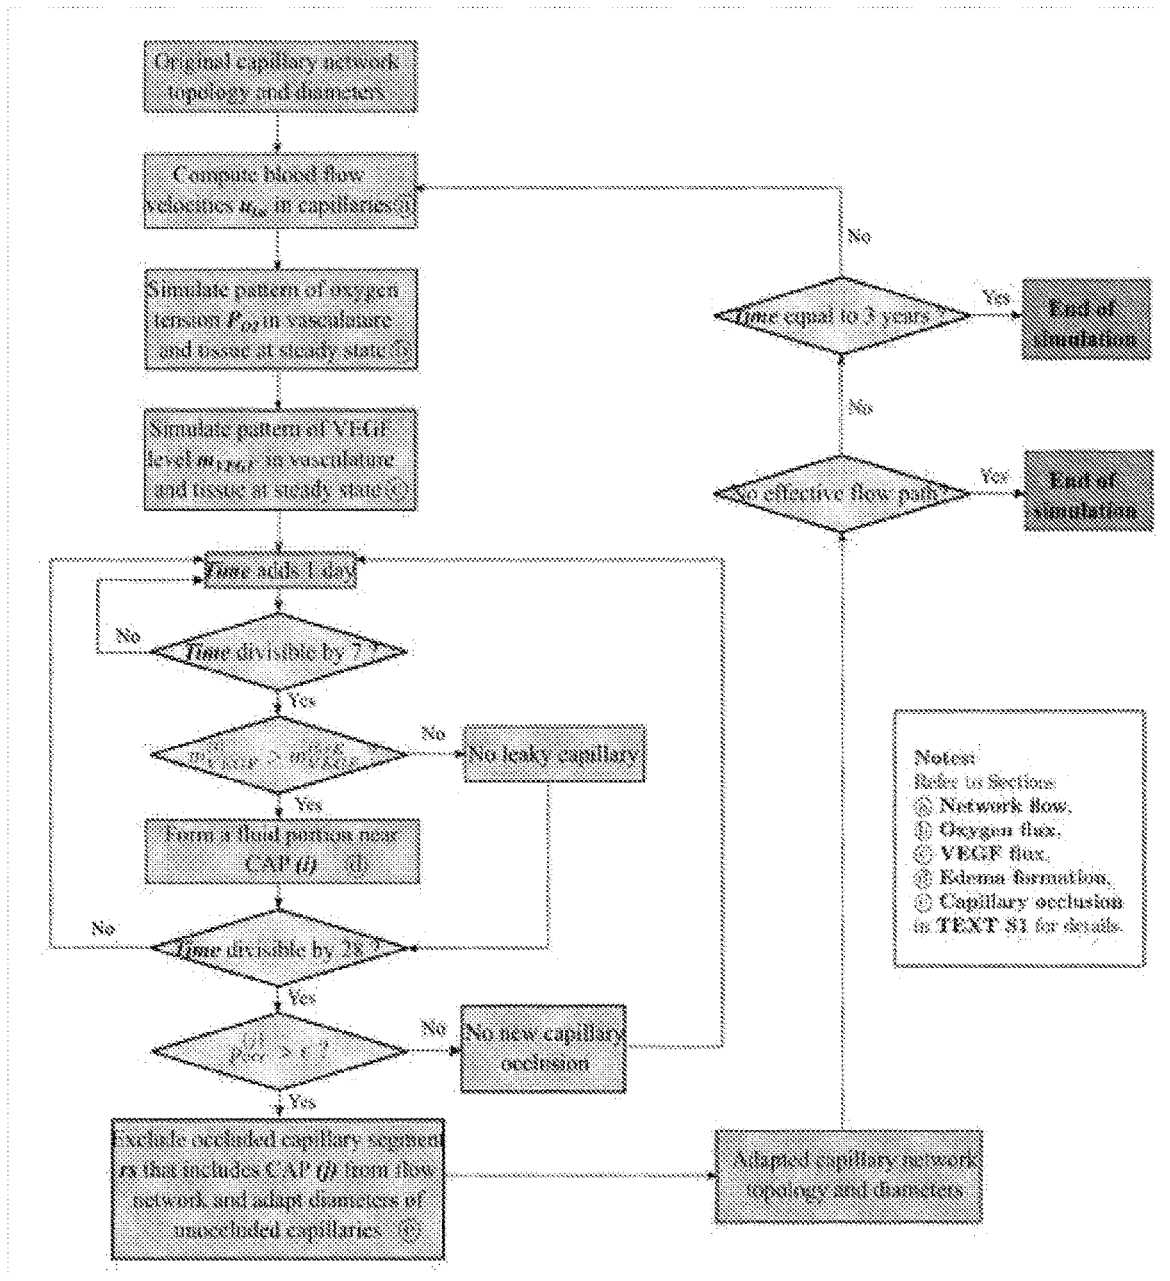 Original capillary network
topology and diameters
Compute blood flow
velocities in capillaries
Simulate pattern of oxygen
tension P_O2 in vasculature
and tissue at steady state ⓑ
Simulate pattern of VEGF
level m_VEGF in vasculature
and tissue at steady state ⓒ
Time adds 1 day
No
Time divisible by 7 ?
Yes
No
No leaky capillary
Yes
Form a fluid portion near
CAP (i) ⓓ
No
Time divisible by 28 ?
Yes
No
No new capillary
occlusion
Yes
Exclude occluded capillary segment
rs that includes CAP (j) from flow
network and adapt diameters of
unoccluded capillaries ⓔ
Adapted capillary network
topology and diameters
No effective flow path?
Yes
End of
simulation
No
Time equal to 3 years ?
Yes
End of
simulation
No
Notes:
Refer to Sections
ⓐ Network flow,
ⓑ Oxygen flux,
ⓒ VEGF flux,
ⓓ Edema formation,
ⓔ Capillary occlusion
in TEXT S1 for details.